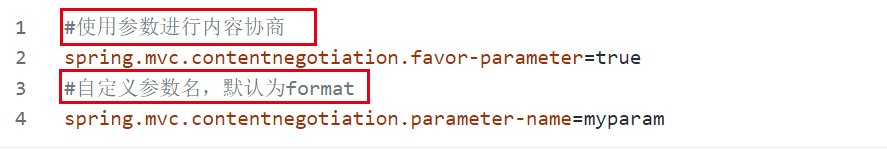 1 #使用参数进行内容协商
2 spring.mvc.contentnegotiation.favor-parameter=true
3 #自定义参数名，默认为format
4 spring.mvc.contentnegotiation.parameter-name=myparam